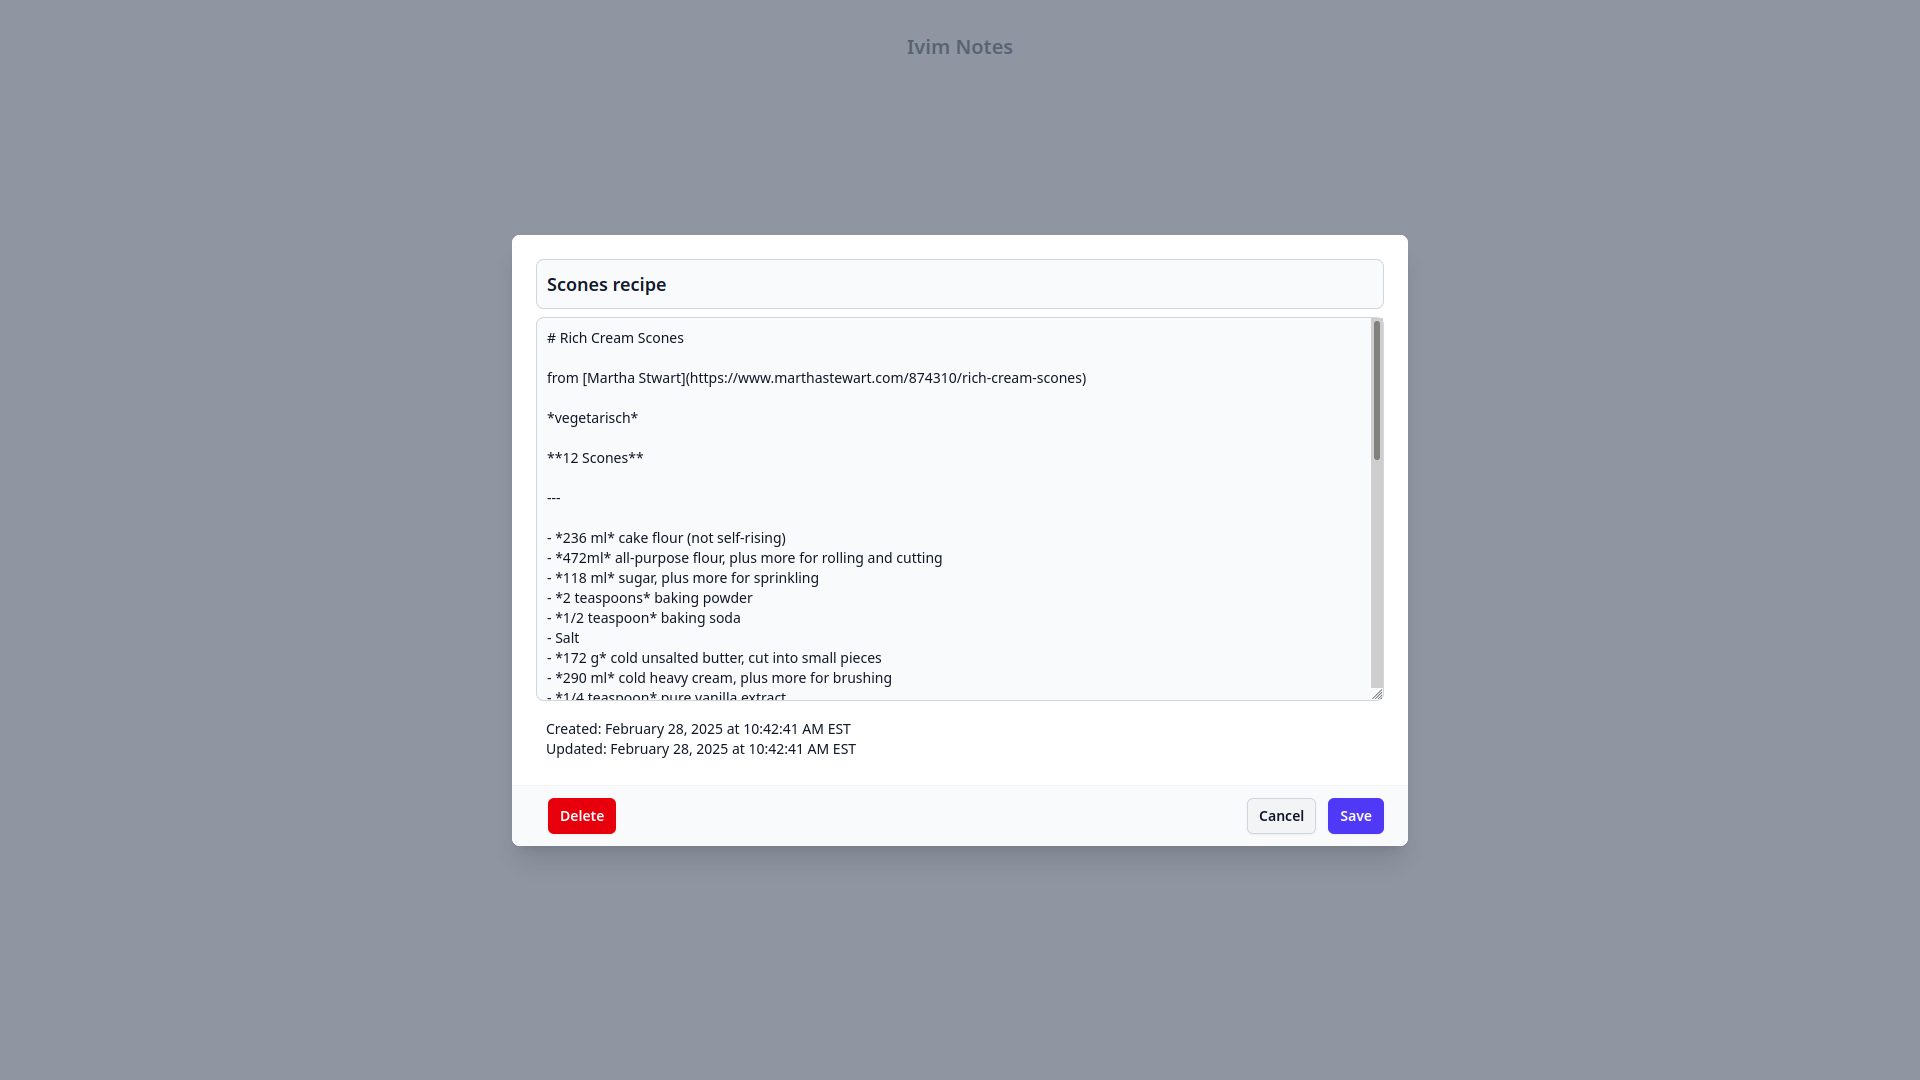 Ivim Notes
Scones recipe
# Rich Cream Scones
from [Martha Stwart](https://www.marthastewart.com/874310/rich-cream-scones)
*vegetarisch*
**12 Scones**
---
- *236 ml* cake flour (not self-rising)
- *472ml* all-purpose flour, plus more for rolling and cutting
- *118 ml* sugar, plus more for sprinkling
- *2 teaspoons* baking powder
- *1/2 teaspoon* baking soda
- Salt
- *172 g* cold unsalted butter, cut into small pieces
- *290 ml* cold heavy cream, plus more for brushing
- *1/4 teaspoon* pure vanilla extract
Created: February 28, 2025 at 10:42:41 AM EST
Updated: February 28, 2025 at 10:42:41 AM EST
Delete
Cancel
Save